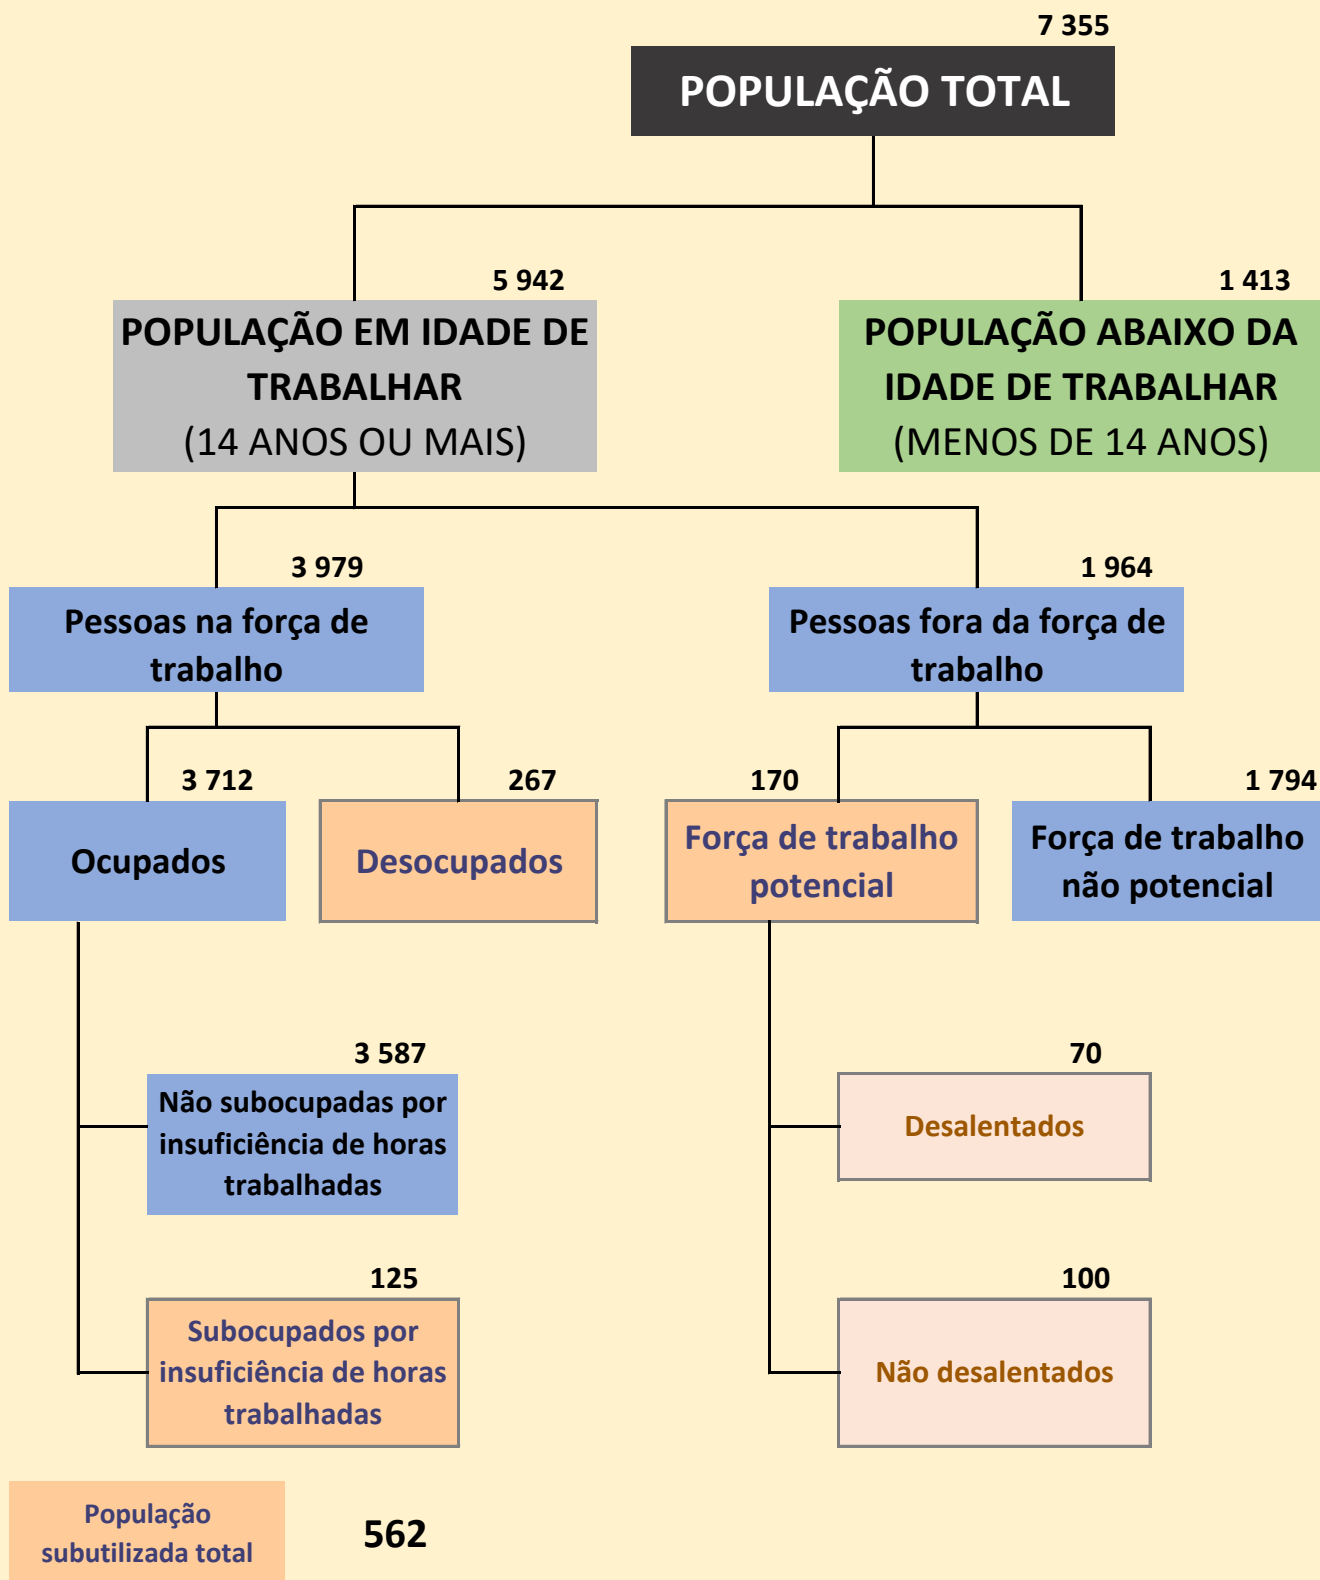 7 355
POPULAÇÃO TOTAL
5 942
POPULAÇÃO EM IDADE DE
TRABALHAR
(14 ANOS OU MAIS)
1 413
POPULAÇÃO ABAIXO DA
IDADE DE TRABALHAR
(MENOS DE 14 ANOS)
3 979
Pessoas na força de
trabalho
1 964
Pessoas fora da força de
trabalho
3 712
Ocupados
267
Desocupados
170
Força de trabalho
potencial
1 794
Força de trabalho
não potencial
3 587
Não subocupadas por
insuficiência de horas
trabalhadas
70
Desalentados
125
Subocupados por
insuficiência de horas
trabalhadas
100
Não desalentados
População
subutilizada total
562